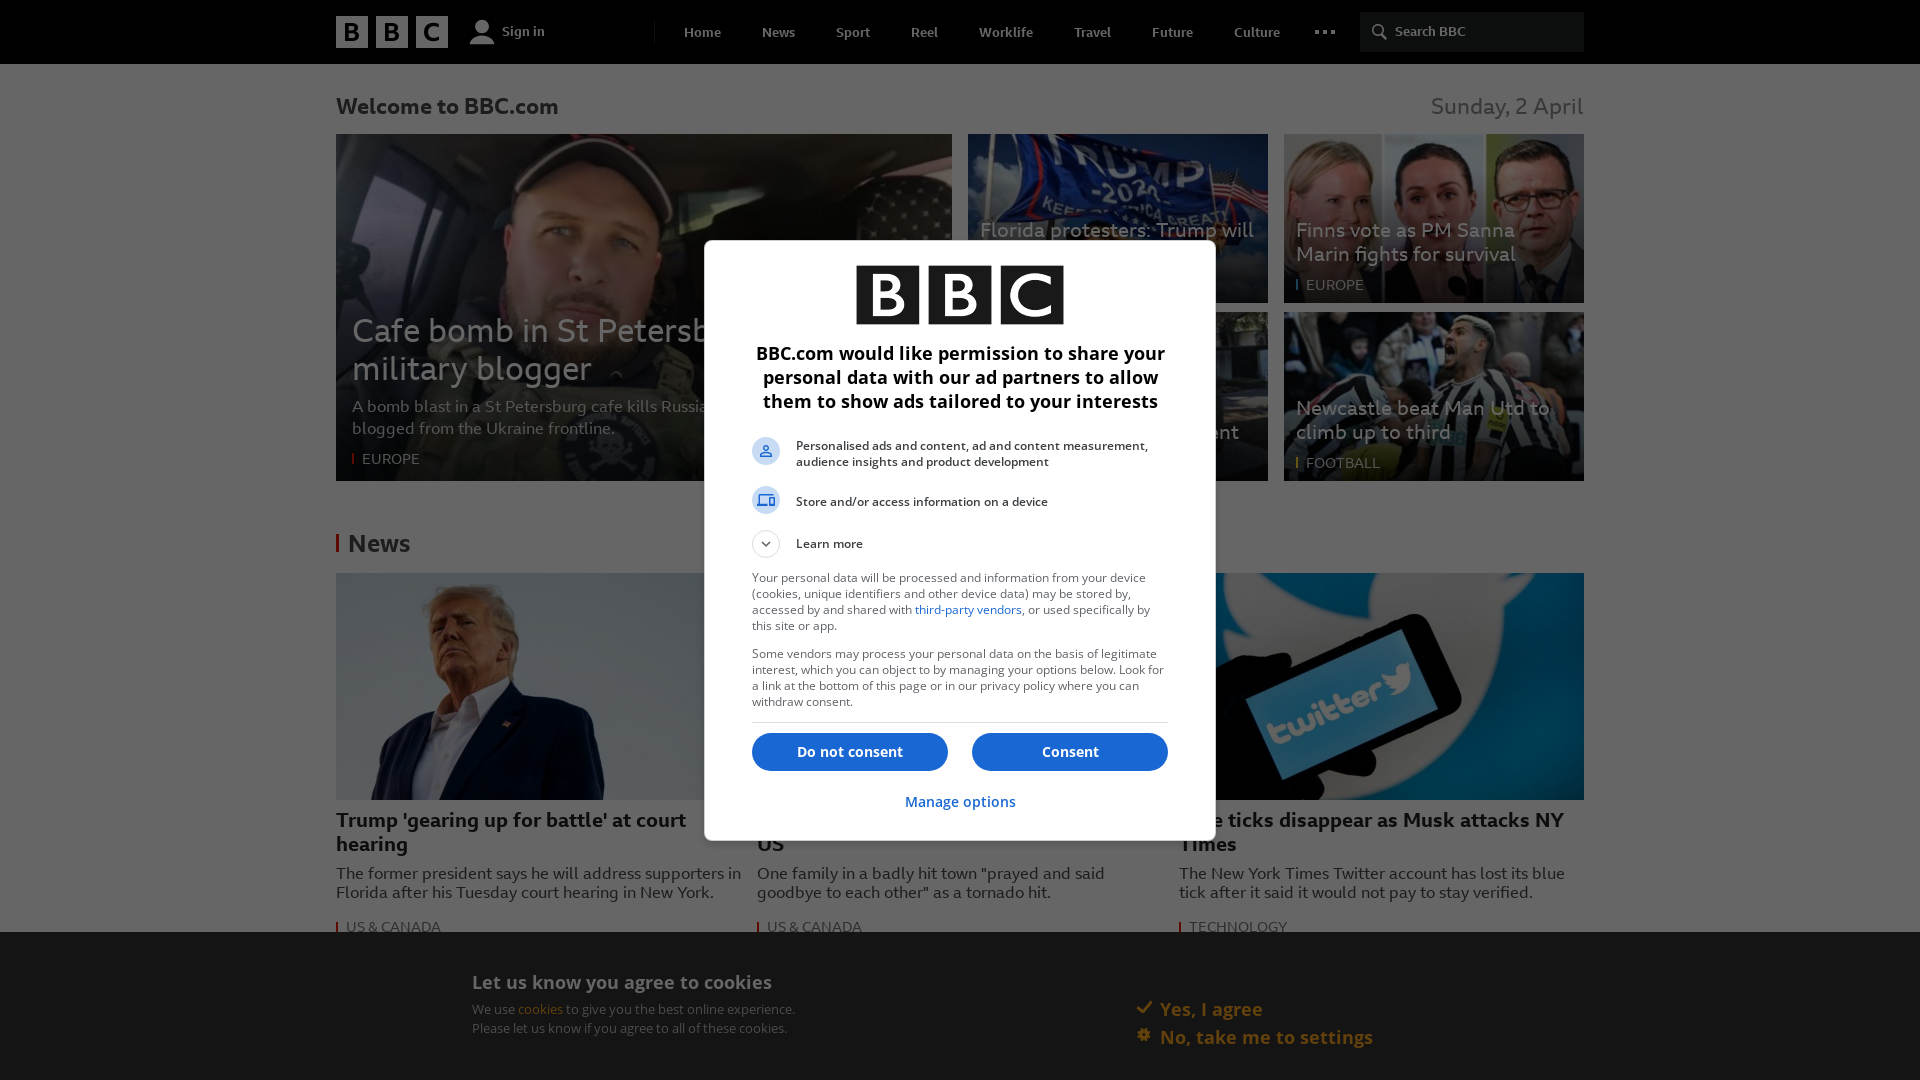 BBC
Sign in
Home
News
Sport
Reel
Worklife
Travel
Future
Culture
Search BBC
Welcome to BBC.com
Sunday, 2 April
Cafe bomb in St Petersb
military blogger
A bomb blast in a St Petersburg cafe kills Russia
blogged from the Ukraine frontline.
EUROPE
TRUMP
Florida protesters: Trump will
Finns vote as PM Sanna
Marin fights for survival
EUROPE
ent
Newcastle beat Man Utd to
climb up to third
FOOTBALL
BBC
BBC.com would like permission to share your
personal data with our ad partners to allow
them to show ads tailored to your interests
Personalised ads and content, ad and content measurement,
audience insights and product development
Store and/or access information on a device
Learn more
Your personal data will be processed and information from your device
(cookies, unique identifiers and other device data) may be stored by,
accessed by and shared with third-party vendors, or used specifically by
this site or app.
Some vendors may process your personal data on the basis of legitimate
interest, which you can object to by managing your options below. Look for
a link at the bottom of this page or in our privacy policy where you can
withdraw consent.
Do not consent
Consent
Manage options
News
twitter
Trump 'gearing up for battle' at court
hearing
The former president says he will address supporters in
Florida after his Tuesday court hearing in New York.
US & CANADA
US
One family in a badly hit town "prayed and said
goodbye to each other" as a tornado hit.
US & CANADA
ticks disappear as Musk attacks NY
Times
The New York Times Twitter account has lost its blue
tick after it said it would not pay to stay verified.
TECHNOLOGY
Let us know you agree to cookies
We use cookies to give you the best online experience.
Please let us know if you agree to all of these cookies.
Yes, I agree
No, take me to settings